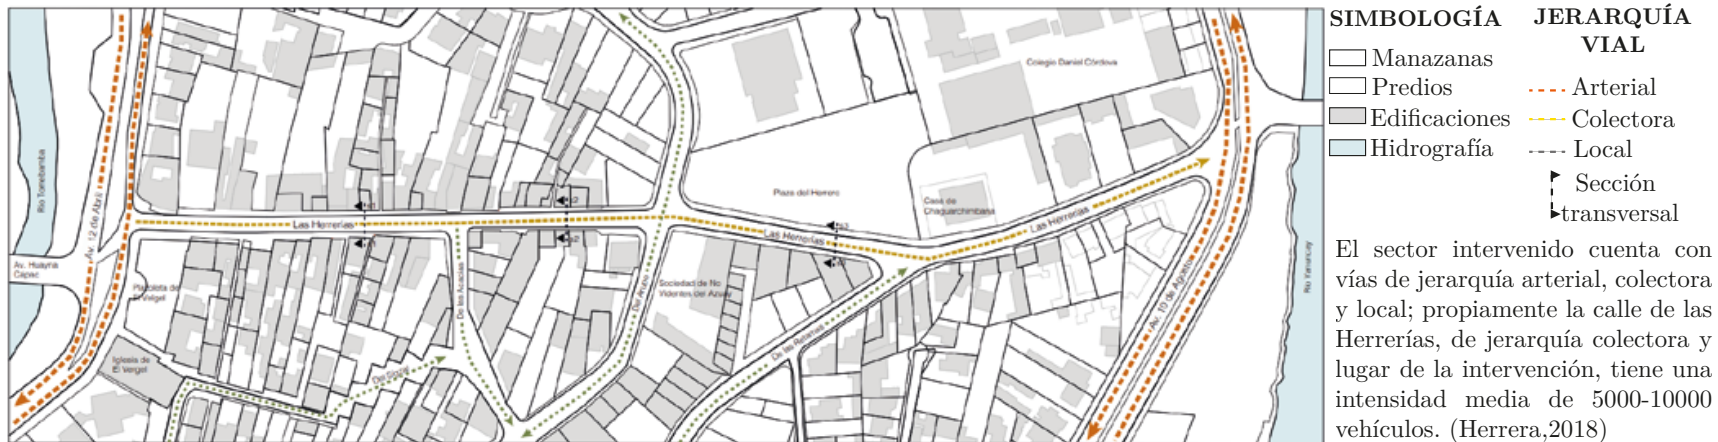 SIMBOLOGÍA
Manazanas
Predios
Edificaciones
Hidrografía
JERARQUÍA
VIAL
Arterial
Colectora
Local
Sección
transversal
El sector intervenido cuenta con
vías de jerarquía arterial, colectora
y local; propiamente la calle de las
Herrerías, de jerarquía colectora y
lugar de la intervención, tiene una
intensidad media de 5000-10000
vehículos. (Herrera,2018)
Río Tomebamba
Av. 12 de Abril
Av. Huayna
Capac
Plazoleta de
El Vergel
Iglesia de
El Vergel
Las Herrerías
De las Acacias
Del Arupo
Sociedad de No
Videntes del Azuay
Las Herrerías
Plaza del Herrero
Casa de
Chaguarchimbana
Colegio Daniel Córdova
Las Herrerías
De las Retamas
Av. 10 de Agosto
Río Yanuncay